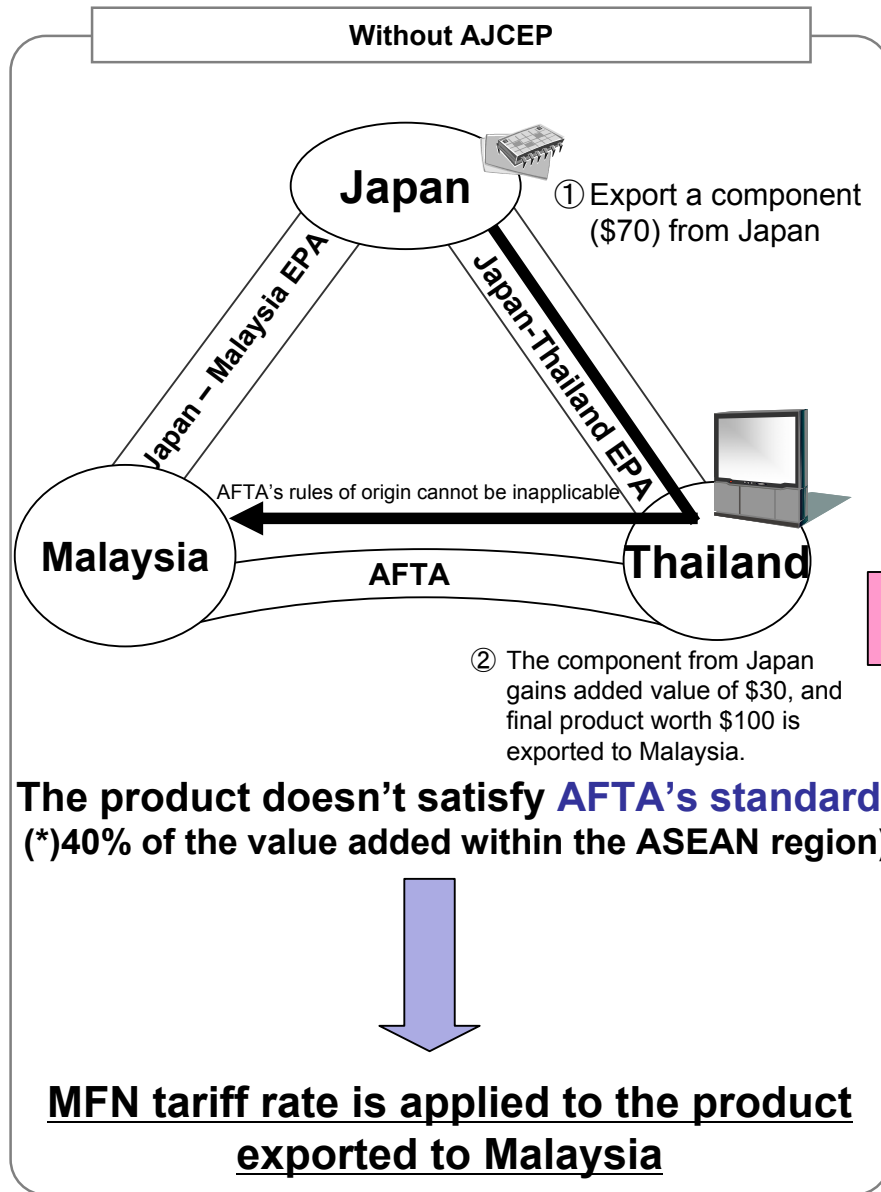 Without AJCEP
Japan
① Export a component
($70) from Japan
Japan – Malaysia EPA
Japan-Thailand EPA
AFTA's rules of origin cannot be inapplicable
Malaysia
AFTA
Thailand
② The component from Japan
gains added value of $30, and
final product worth $100 is
exported to Malaysia.
The product doesn't satisfy AFTA's standard
(*)40% of the value added within the ASEAN region)
MFN tariff rate is applied to the product
exported to Malaysia